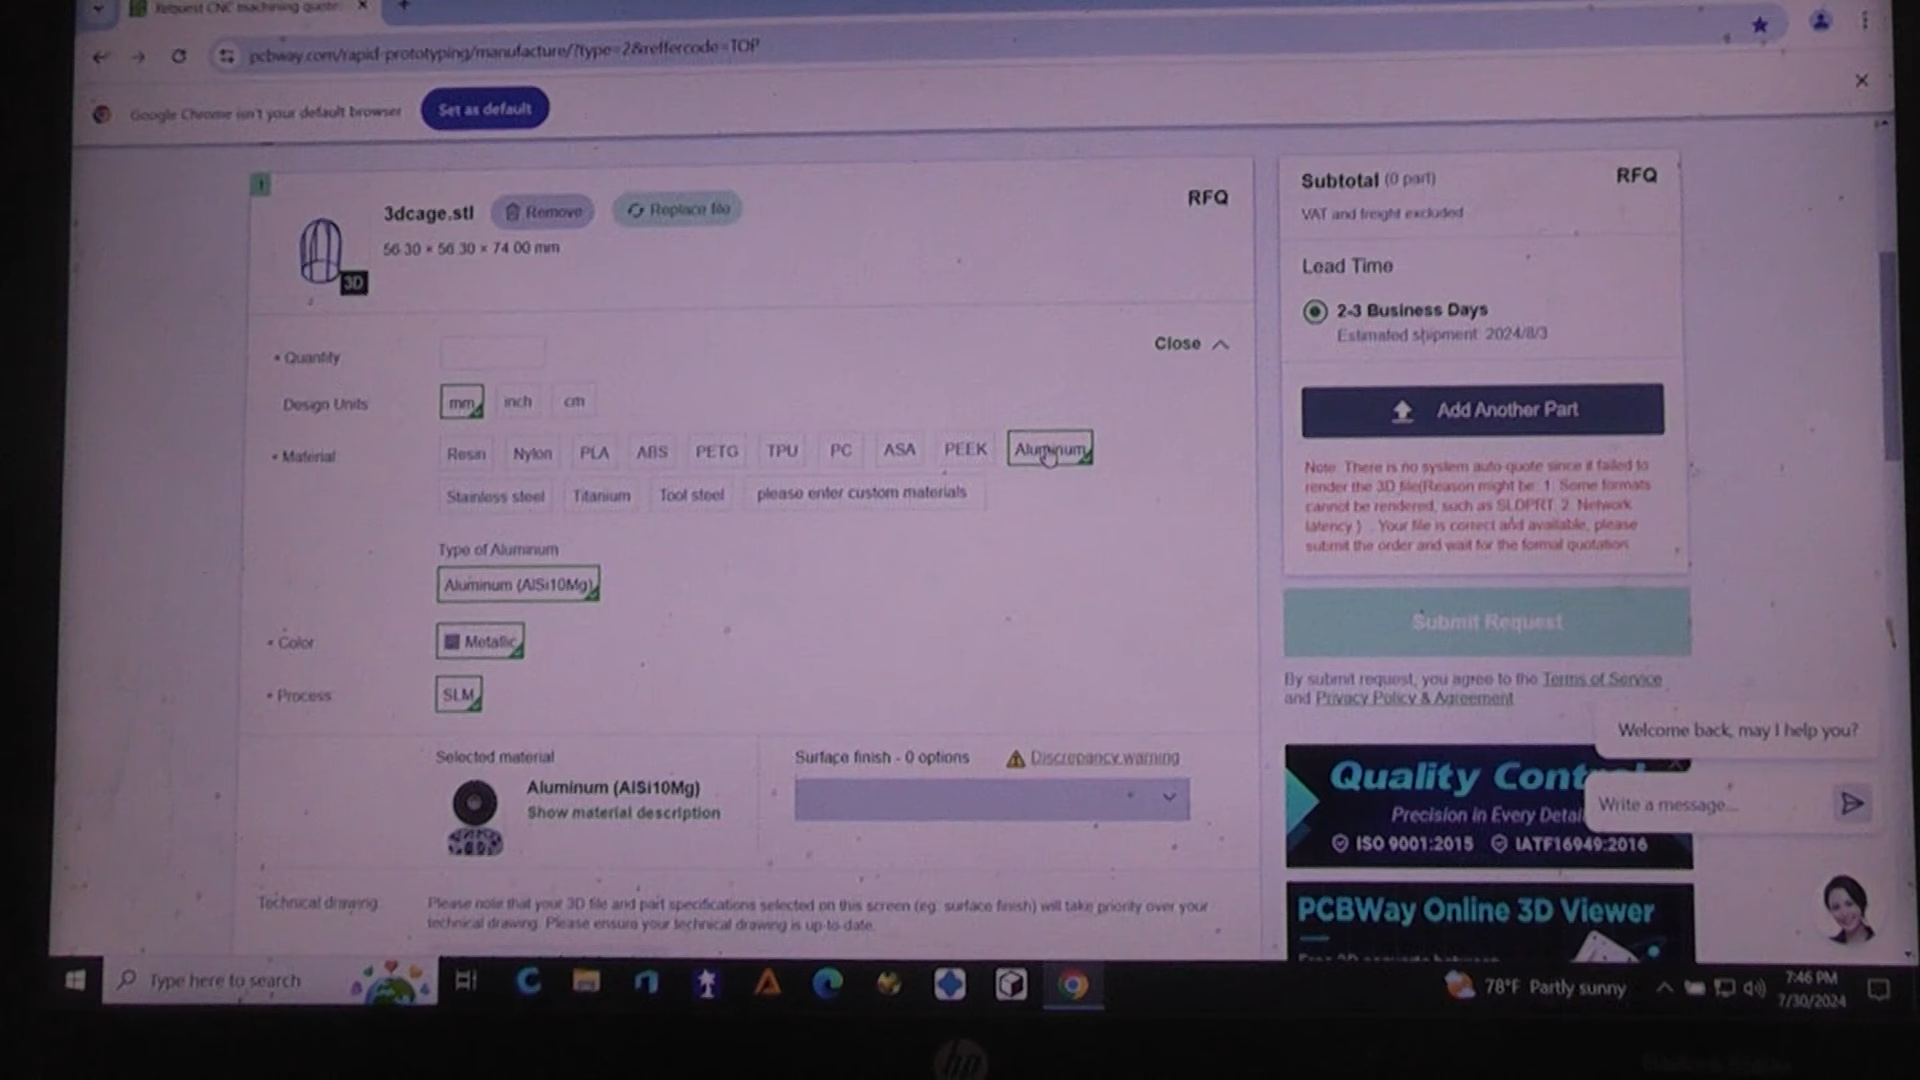 Request CNC machining quote
pcbway.com/rapid-prototyping/manufacture/?type=2&reffercode=TOP
Google Chrome isn't your default browser
Set as default
3dcage.stl
Remove
Replace file
RFQ
56.30 × 56.30 × 74.00 mm
3D
Close
* Quantity
Design Units
mm
inch
cm
* Material
Resin
Nylon
PLA
ABS
PETG
TPU
PC
ASA
PEEK
Aluminum
Stainless steel
Titanium
Tool steel
please enter custom materials
Type of Aluminum
Aluminum (AlSi10Mg)
* Color
Metallic
* Process
SLM
Selected material
Aluminum (AlSi10Mg)
Show material description
Surface finish - 0 options
Discrepancy warning
Technical drawing
Please note that your 3D file and part specifications selected on this screen (eg. surface finish) will take priority over your
technical drawing. Please ensure your technical drawing is up-to-date.
Subtotal (0 part)
RFQ
VAT and freight excluded
Lead Time
2-3 Business Days
Estimated shipment: 2024/8/3
Add Another Part
Note: There is no system auto quote since it failed to
render the 3D file(Reason might be: 1. Some formats
cannot be rendered, such as SLDPRT. 2. Network
latency.) . Your file is correct and available, please
submit the order and wait for the formal quotation
Submit Request
By submit request, you agree to the Terms of Service
and Privacy Policy & Agreement
Welcome back, may I help you?
Write a message...
Quality Cont
Precision in Every Detail
ISO 9001:2015
IATF16949:2016
PCBWay Online 3D Viewer
Type here to search
78°F Partly sunny
7:46 PM
7/30/2024
hp